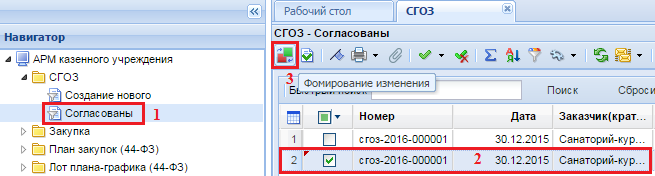 Рабочий стол
СГОЗ
Навигатор
СГОЗ - Согласованы
АРМ казенного учреждения
СГОЗ
Создание нового
Согласованы
1
Закупка
План закупок (44-ФЗ)
Лот плана-графика (44-ФЗ)
3
Фомирование изменения
Поиск
Номер
Дата
Заказчик(крат...
1
сгоз-2016-000001
30.12.2015
Санаторий-кур...
2
сгоз-2016-000001
2
30.12.2015
Санаторий-кур...